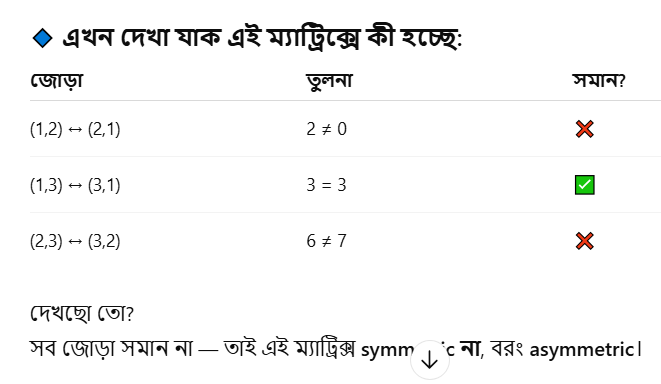 এখন দেখা যাক এই ম্যাট্রিক্সে কী হচ্ছে:
জোড়া তুলনা সমান?
(1,2) ↔ (2,1) 2 ≠ 0 ❌
(1,3) ↔ (3,1) 3 = 3 ✅
(2,3) ↔ (3,2) 6 ≠ 7 ❌
দেখছো তো?
সব জোড়া সমান না — তাই এই ম্যাট্রিক্স না, বরং asymmetric।